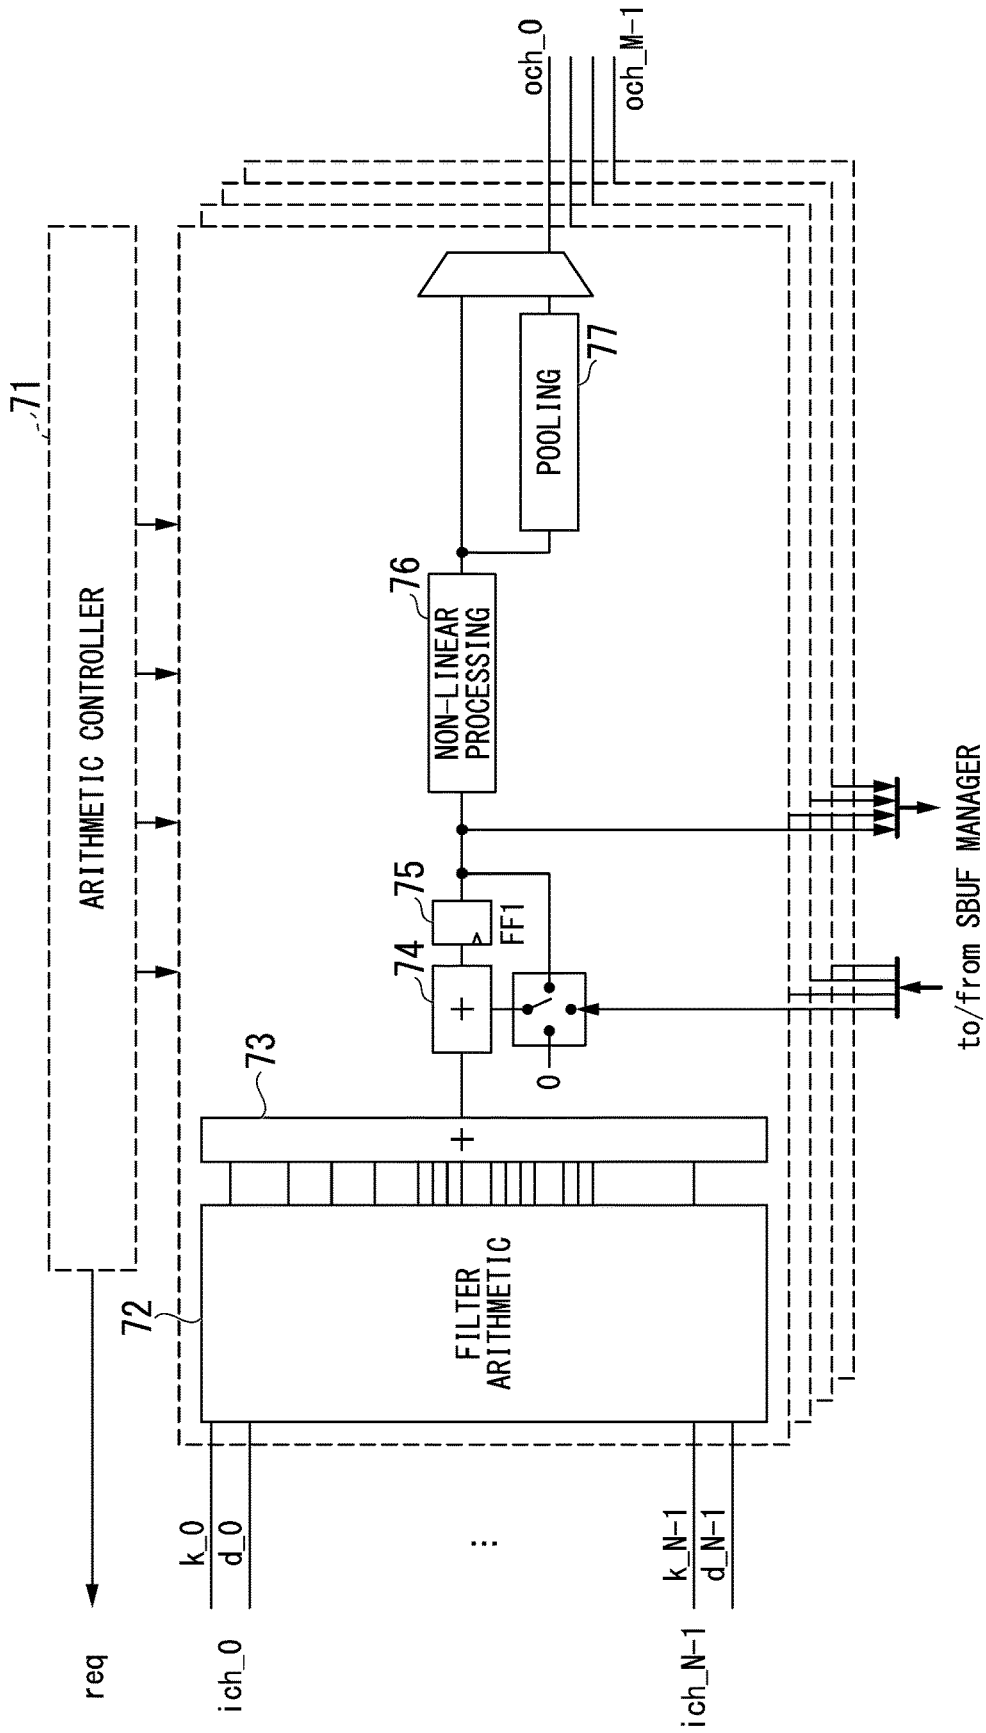 71
ARITHMETIC CONTROLLER
req
72
FILTER
ARITHMETIC
73
+
74
+
75
FF1
0
76
NON-LINEAR
PROCESSING
POOLING
77
k_0
d_0
ich_0
...
k_N-1
d_N-1
ich_N-1
och_0
och_M-1
to/from SBUF MANAGER